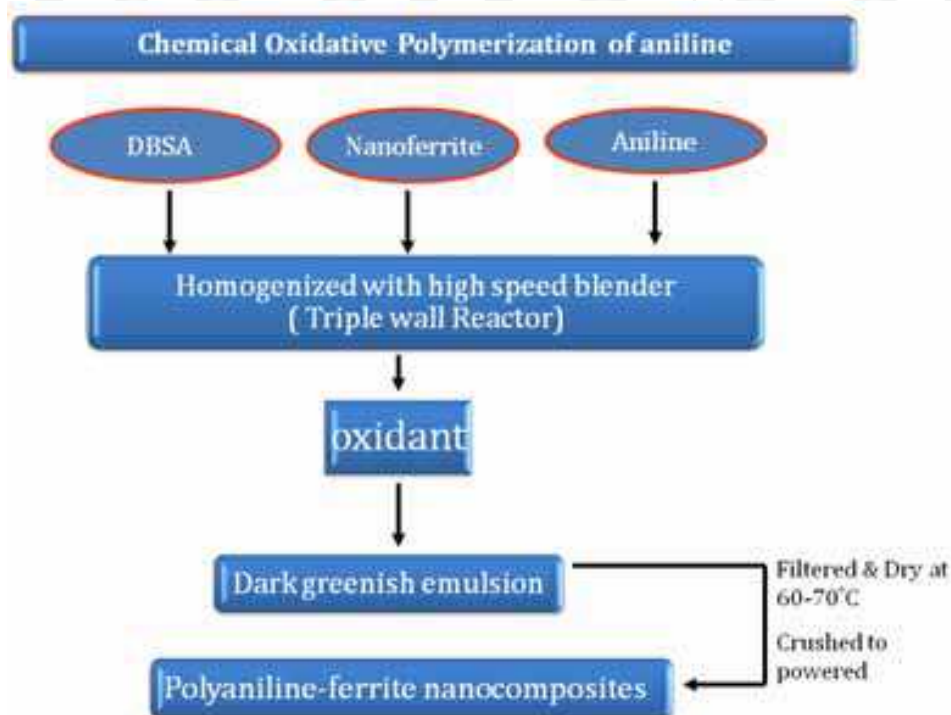 Chemical Oxidative Polymerization of aniline
DBSA
Nanoferrite
Aniline
Homogenized with high speed blender
( Triple wall Reactor)
oxidant
Dark greenish emulsion
Filtered & Dry at
60-70°C
Crushed to
powered
Polyaniline-ferrite nanocomposites